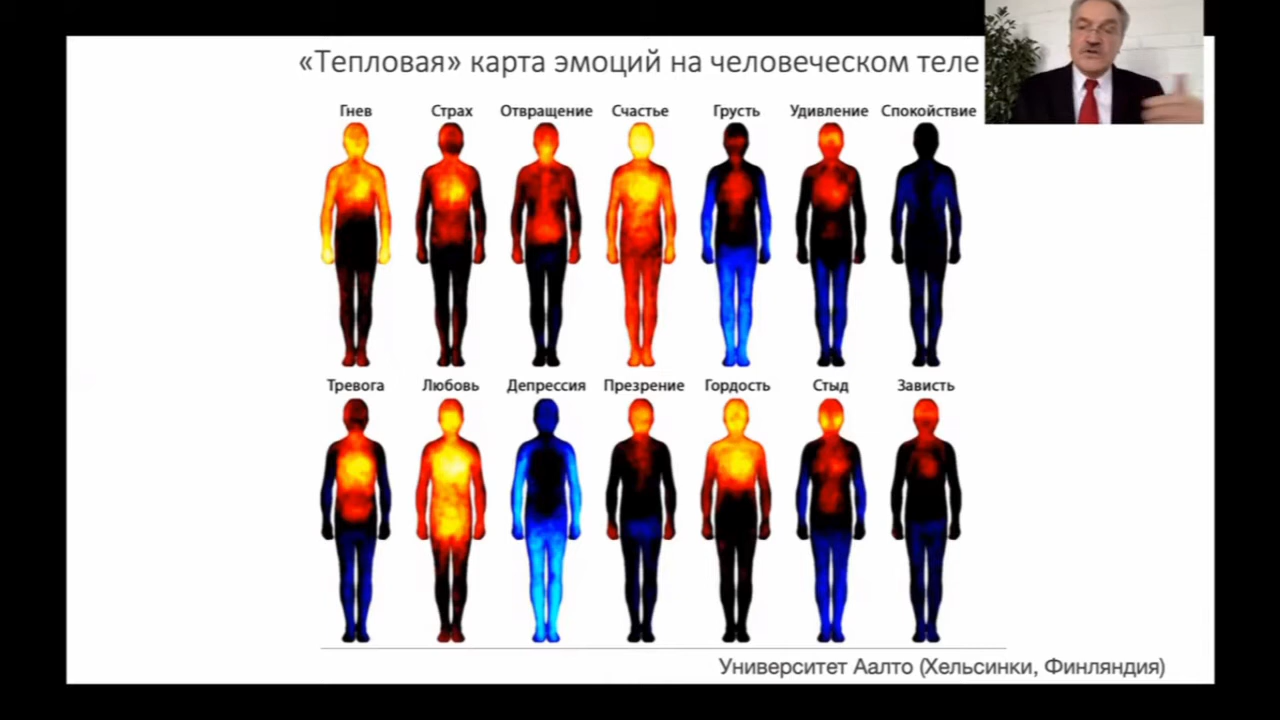 «Тепловая» карта эмоций на человеческом теле
Гнев Страх Отвращение Счастье Грусть Удивление Спокойствие
Тревога Любовь Депрессия Презрение Гордость Стыд Зависть
Университет Аалто (Хельсинки, Финляндия)